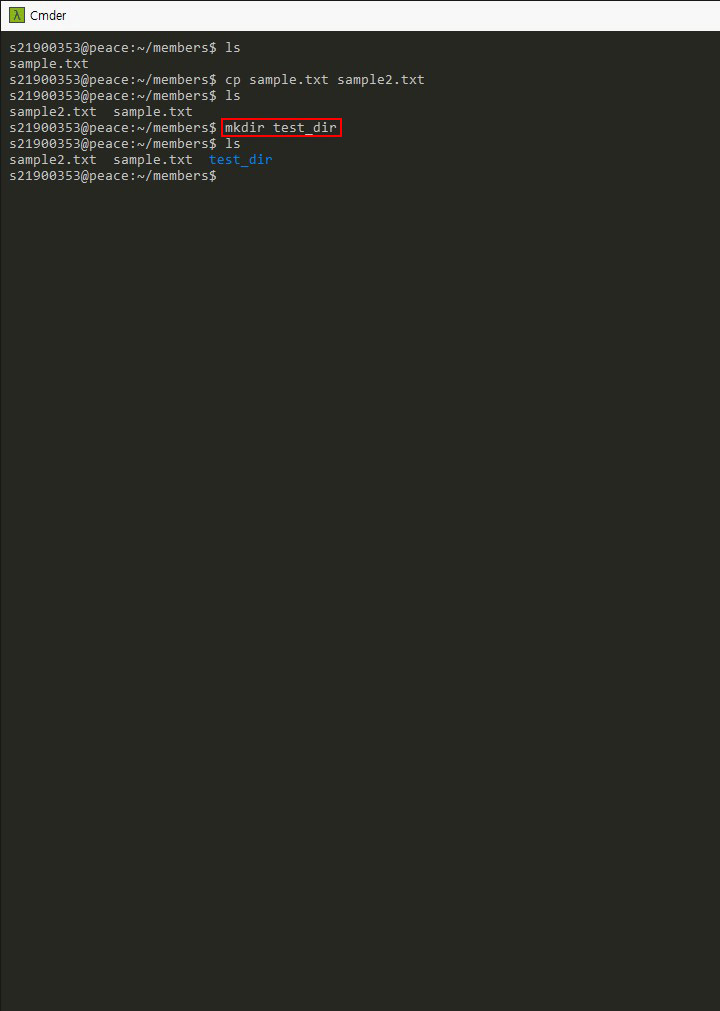 λ Cmder
s21900353@peace:~/members$ ls
sample.txt
s21900353@peace:~/members$ cp sample.txt sample2.txt
s21900353@peace:~/members$ ls
sample2.txt  sample.txt
s21900353@peace:~/members$ mkdir test_dir
s21900353@peace:~/members$ ls
sample2.txt  sample.txt  test_dir
s21900353@peace:~/members$